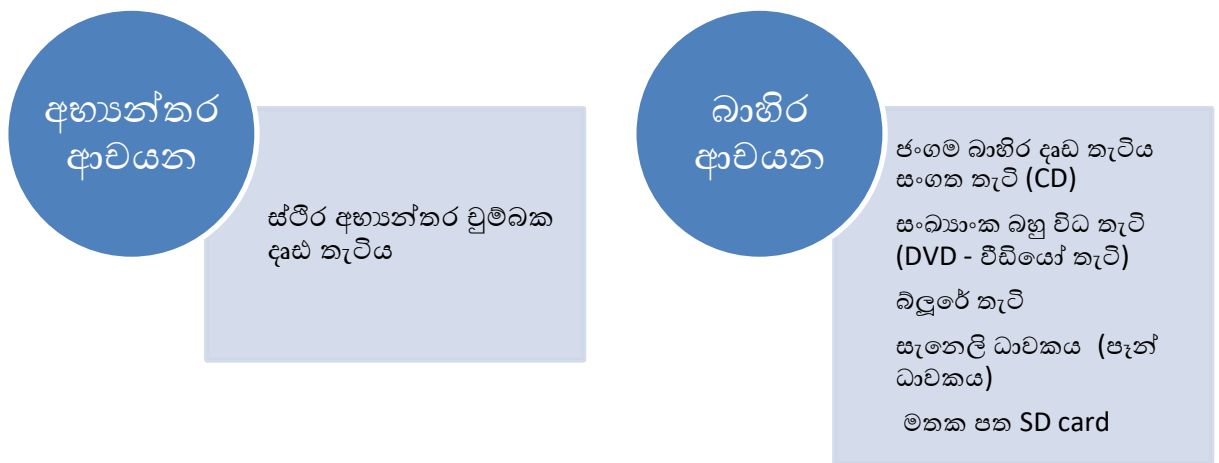 අභ්‍යන්තර
ආචයන
ස්ථිර අභ්‍යන්තර චුම්බක
දෘඪ තැටිය
බාහිර
ආචයන
ජංගම බාහිර දෘඩ තැටිය
සංගත තැටි (CD)
සංඛ්‍යාංක බහු විධ තැටි
(DVD - වීඩියෝ තැටි)
බ්ලූරේ තැටි
සැනෙලි ධාවකය (පෑන්
ධාවකය)
මතක පත SD card